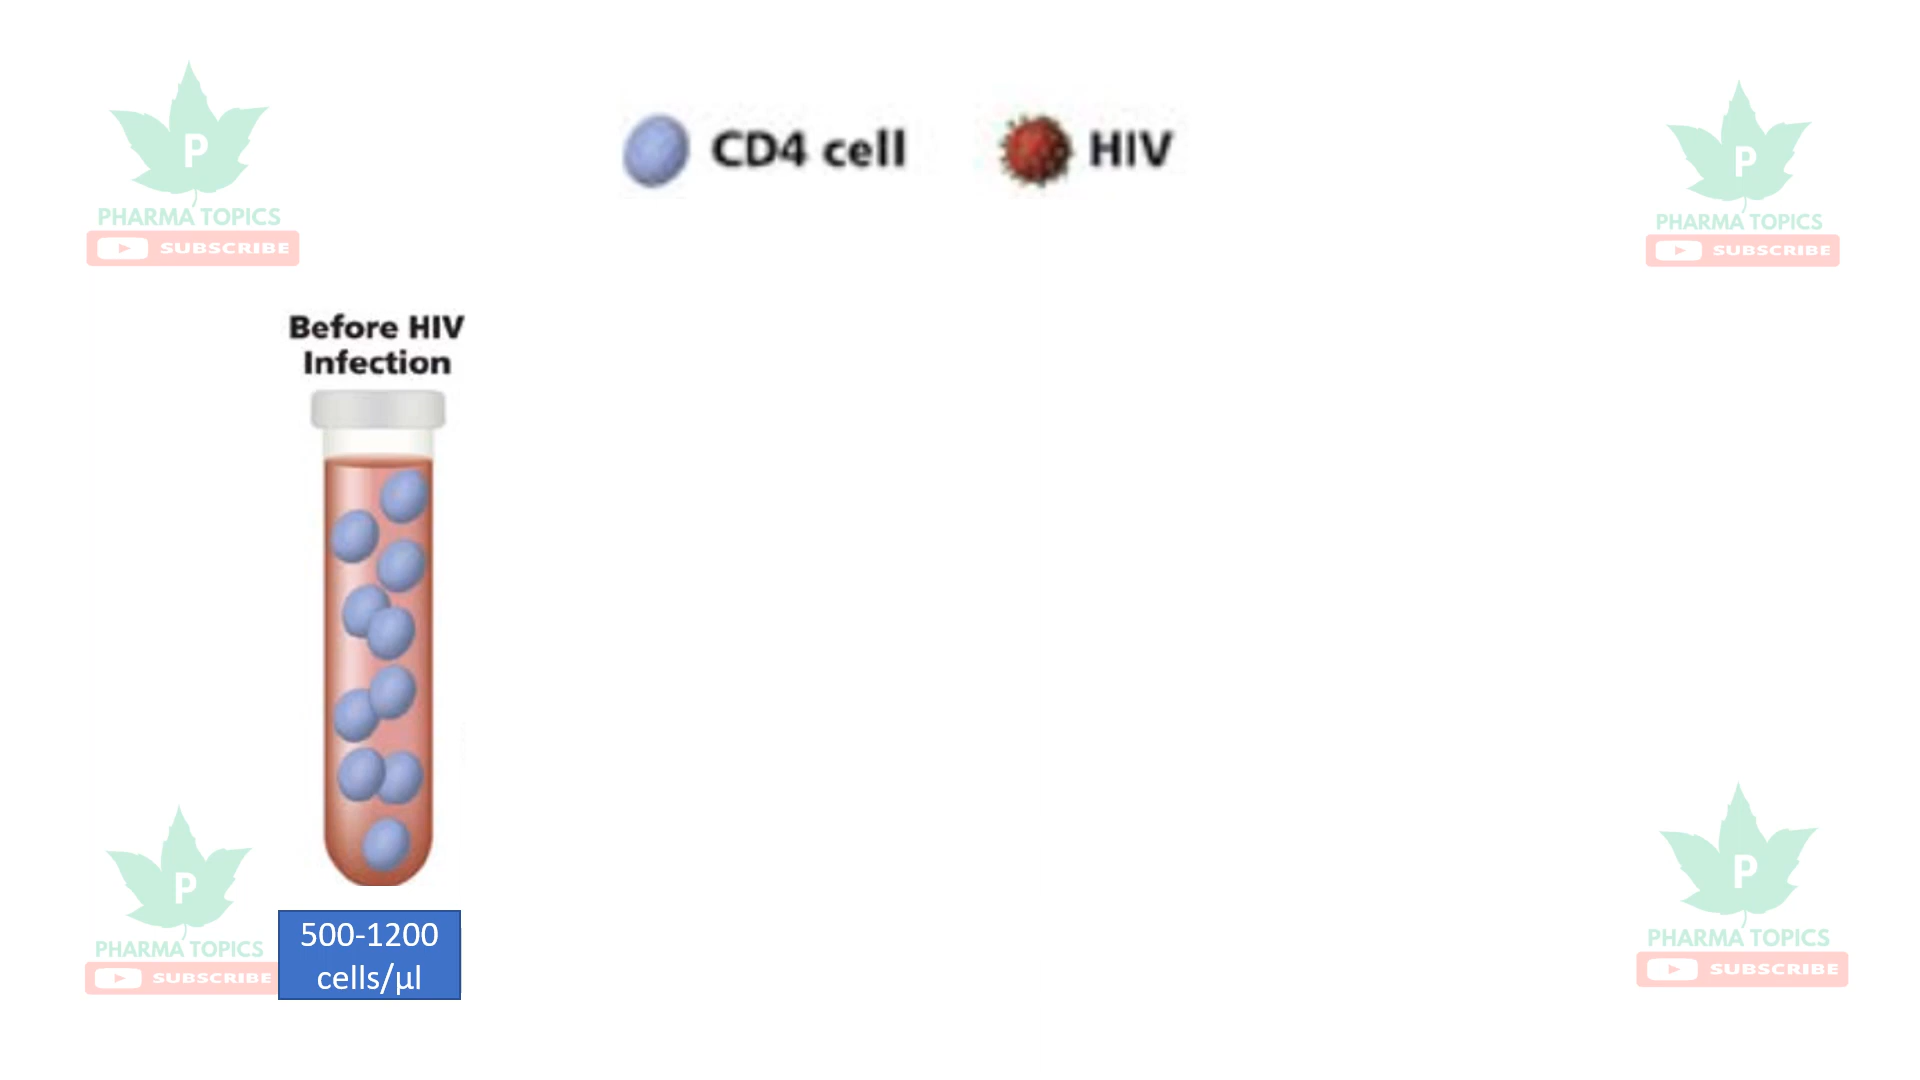 P
PHARMA TOPICS
SUBSCRIBE
CD4 cell
HIV
P
PHARMA TOPICS
SUBSCRIBE
Before HIV
Infection
500-1200
cells/µl
P
PHARMA TOPICS
SUBSCRIBE
P
PHARMA TOPICS
SUBSCRIBE